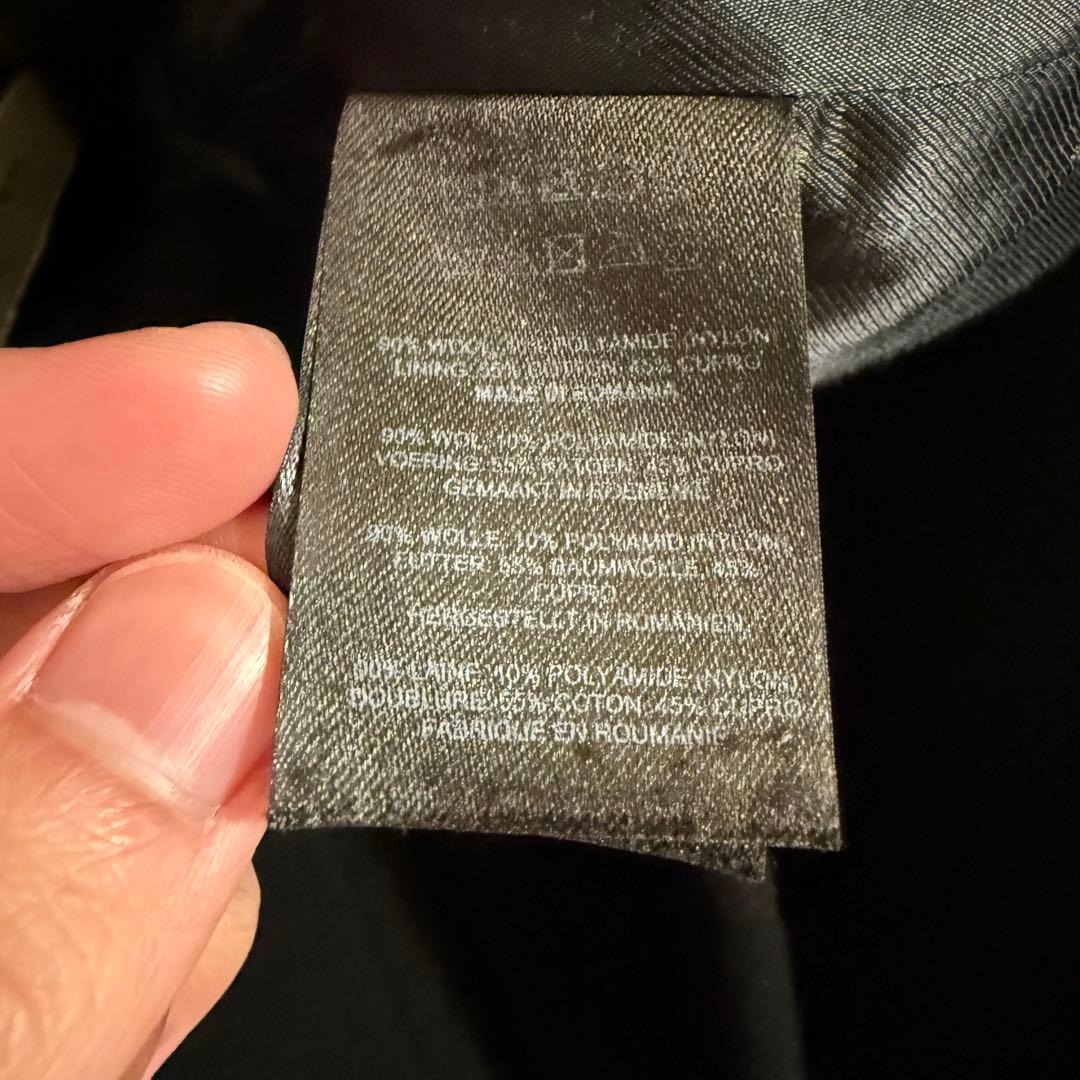 90% WOOL, 10% POLYAMIDE (NYLON
LINING: 55% COTTON, 45% CUPRO
MADE IN ROMANIA
90% WOL, 10% POLYAMIDE (NYLON)
VOERING: 55% KATOEN, 45% CUPRO
GEMAAKT IN ROEMENIË
90% WOLLE, 10% POLYAMID (NYLON),
FUTTER: 55% BAUMWOLLE, 45%
CUPRO
HERGESTELLT IN RUMÄNIEN,
90% LAINE, 10% POLYAMIDE (NYLON)
DOUBLURE: 55% COTON, 45% CUPRO
FABRIQUÉ EN ROUMANIE